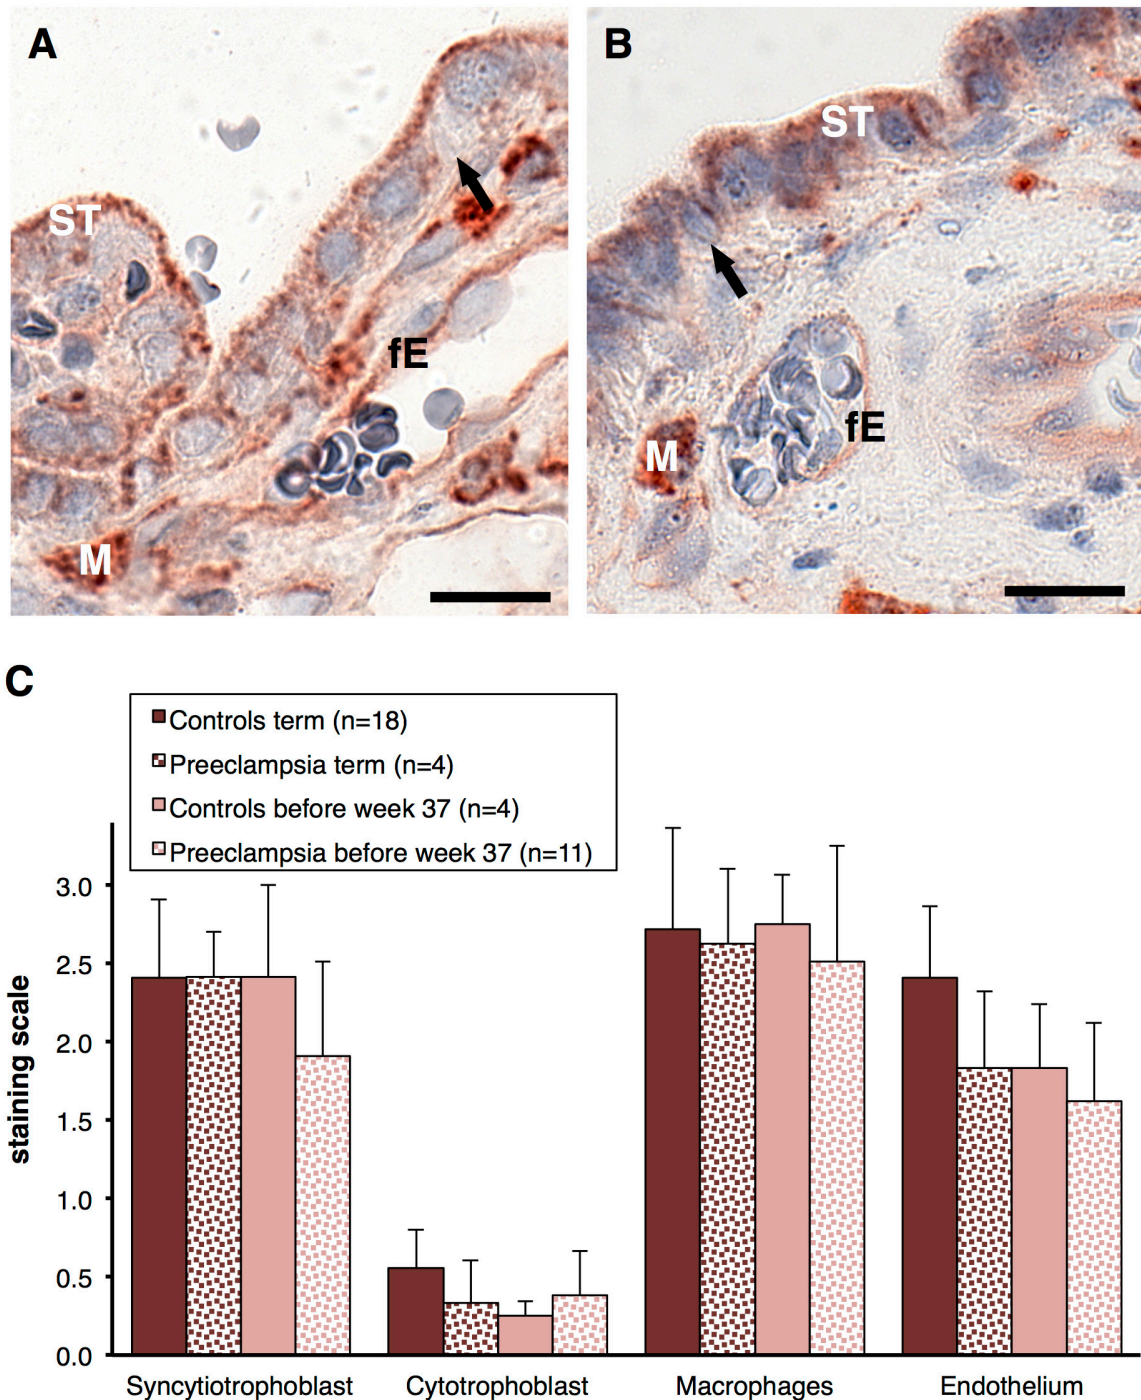 A
ST
fE
M
B
ST
fE
M
C
Controls term (n=18)
Preeclampsia term (n=4)
Controls before week 37 (n=4)
Preeclampsia before week 37 (n=11)
staining scale
3.0
2.5
2.0
1.5
1.0
0.5
0.0
Syncytiotrophoblast
Cytotrophoblast
Macrophages
Endothelium